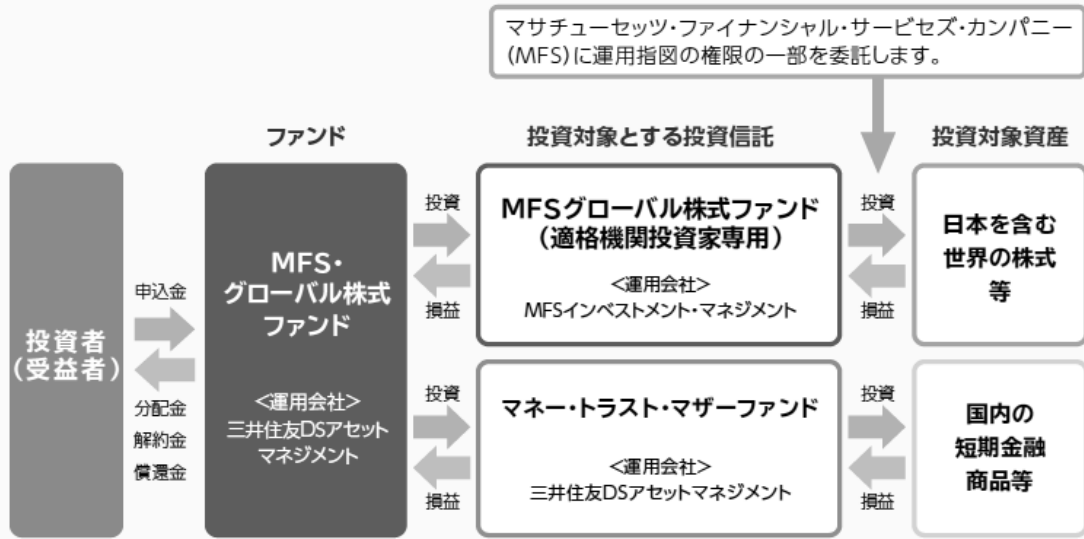 マサチューセッツ・ファイナンシャル・サービセズ・カンパニー
(MFS)に運用指図の権限の一部を委託します。
ファンド
投資対象とする投資信託
投資対象資産
投資者
(受益者)
申込金
分配金
解約金
償還金
MFS・
グローバル株式
ファンド
<運用会社>
三井住友DSアセット
マネジメント
投資
損益
MFSグローバル株式ファンド
(適格機関投資家専用)
<運用会社>
MFSインベストメント・マネジメント
投資
損益
日本を含む
世界の株式
等
投資
損益
マネー・トラスト・マザーファンド
<運用会社>
三井住友DSアセットマネジメント
投資
損益
国内の
短期金融
商品等